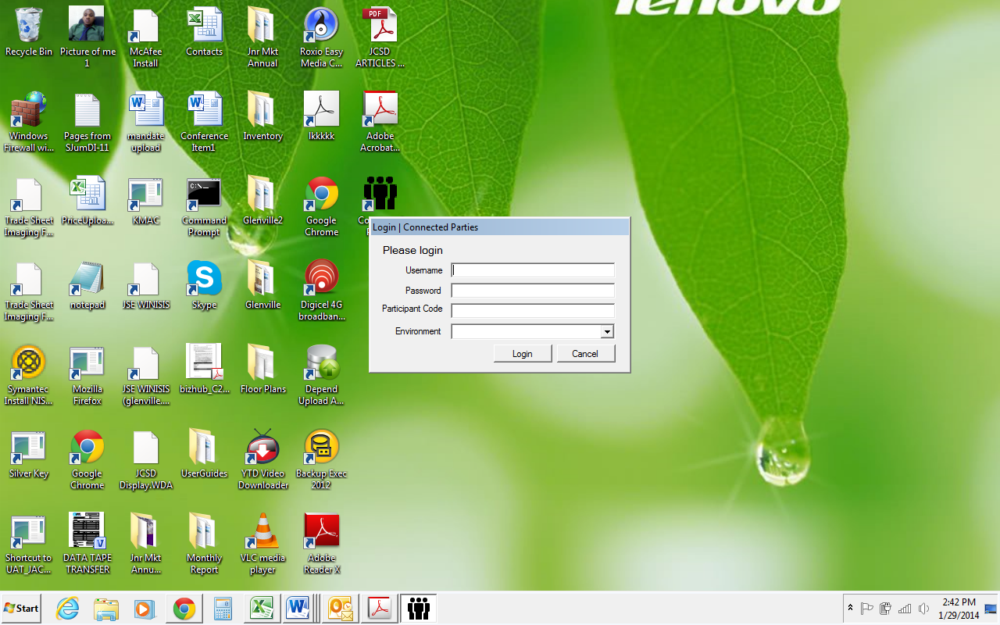 lenovo
Recycle Bin
Picture of me
1
McAfee
Install
Contacts
Jnr Mkt
Annual
Roxio Easy
Media C...
PDF
JCSD
ARTICLES ...
Windows
Firewall wi...
Pages from
SJumDI-11
mandate
upload
Conference
Item1
Inventory
lkkkkk
Adobe
Acrobat...
Trade Sheet
Imaging F...
PriceUploa...
KMAC
C:\_
Command
Prompt
Glenville2
Google
Chrome
Login | Connected Parties
Please login
Username
Password
Participant Code
Environment
Login
Cancel
Trade Sheet
Imaging F...
notepad
JSE WINISIS
Skype
Glenville
Digicel 4G
broadban...
Symantec
Install NIS...
Mozilla
Firefox
JSE WINISIS
(glenville....
bizhub_C2...
Floor Plans
Depend
Upload A...
Silver Key
Google
Chrome
JCSD
Display.WDA
UserGuides
YTD Video
Downloader
Backup Exec
2012
Shortcut to
UAT_JAC...
DATA TAPE
TRANSFER
Jnr Mkt
Annu...
Monthly
Report
VLC media
player
Adobe
Reader X
Start
2:42 PM
1/29/2014